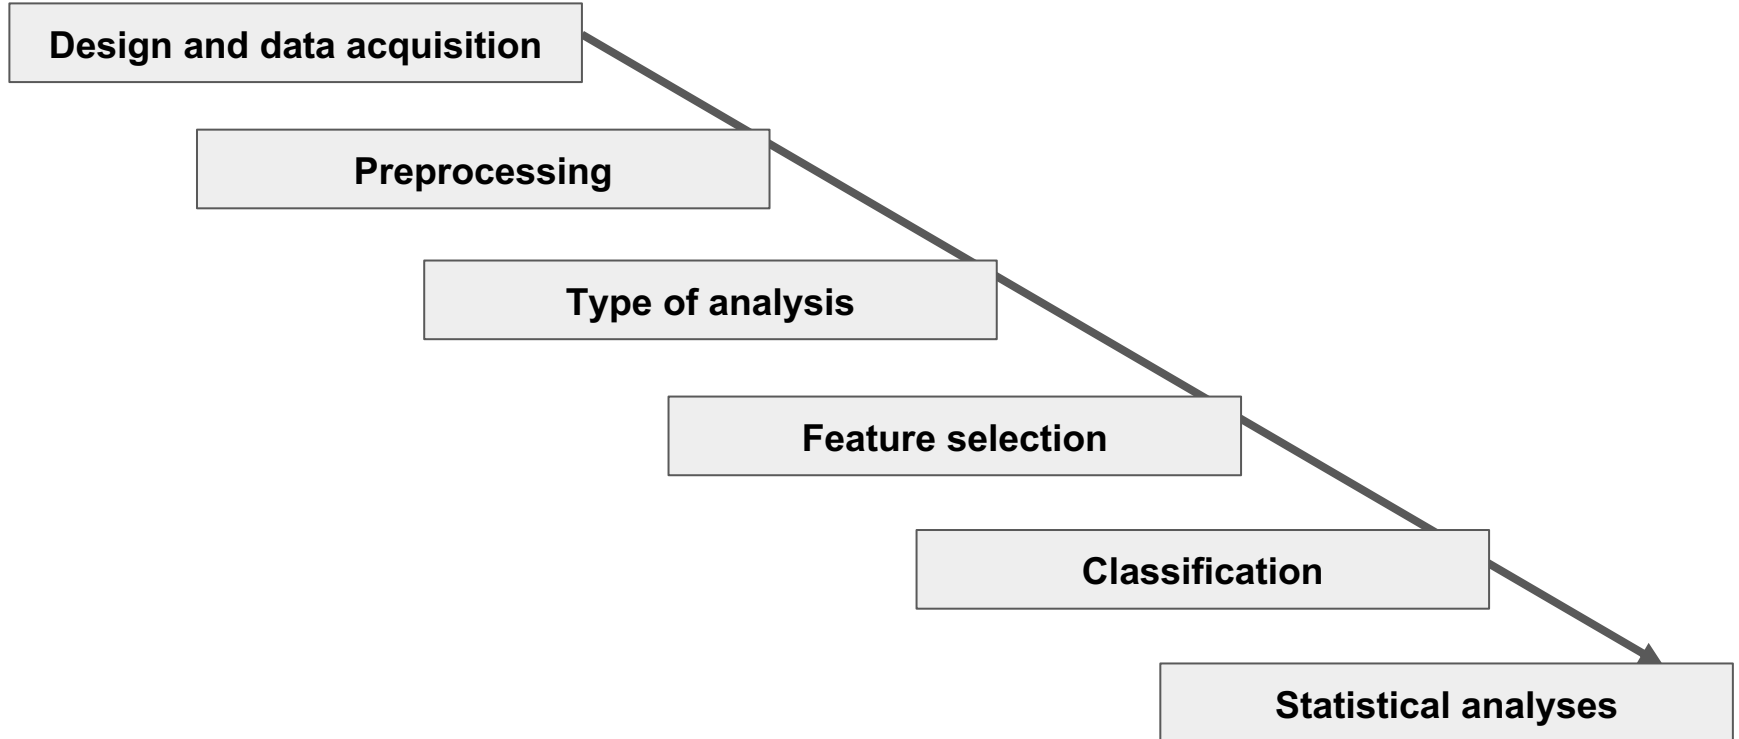 Design and data acquisition
Preprocessing
Type of analysis
Feature selection
Classification
Statistical analyses